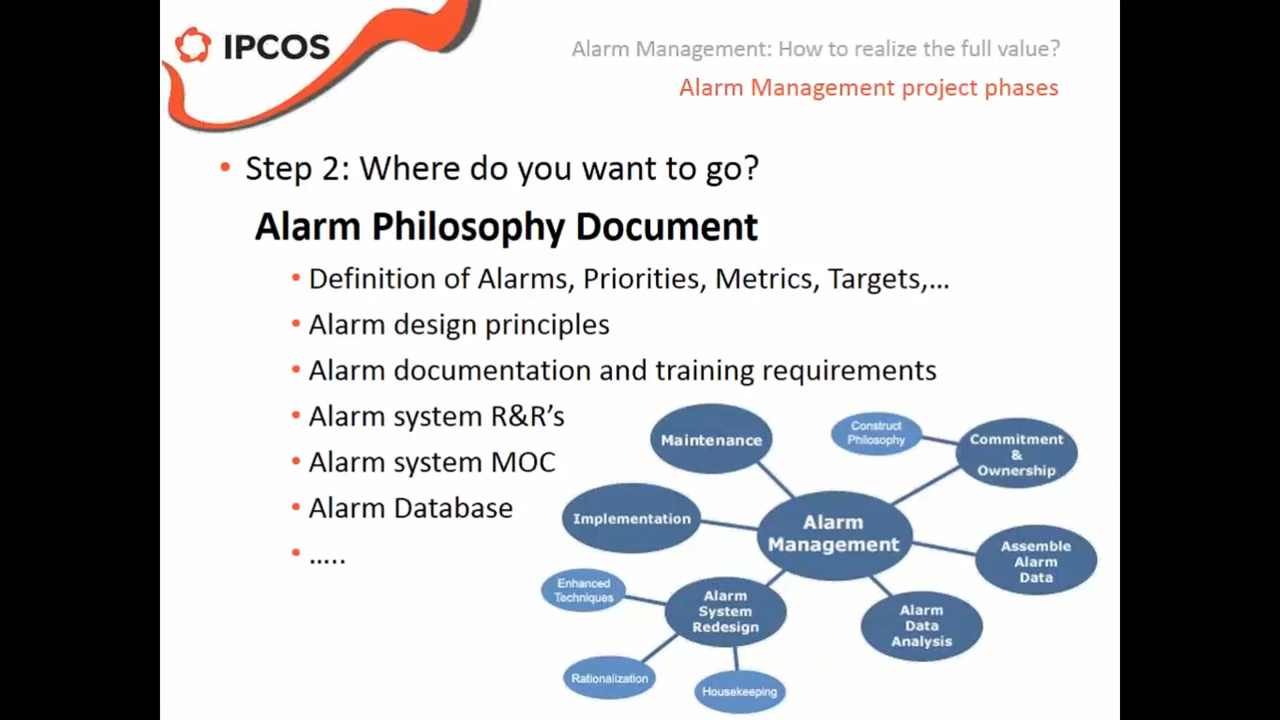 IPCOS
Alarm Management: How to realize the full value?
Alarm Management project phases
• Step 2: Where do you want to go?
Alarm Philosophy Document
• Definition of Alarms, Priorities, Metrics, Targets,...
• Alarm design principles
• Alarm documentation and training requirements
• Alarm system R&R's
• Alarm system MOC
• Alarm Database
• .....
Maintenance
Construct
Philosophy
Commitment
&
Ownership
Implementation
Alarm
Management
Assemble
Alarm
Data
Enhanced
Techniques
Alarm
System
Redesign
Alarm
Data
Analysis
Rationalization
Housekeeping